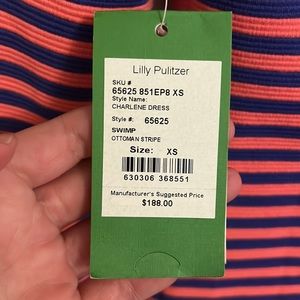 Lilly Pulitzer
SKU #
65625 851EP8 XS
Style Name:
CHARLENE DRESS
Style #: 65625
SWIMP
OTTOMAN STRIPE
Size: XS
630306 368551
Manufacturer's Suggested Price
$188.00